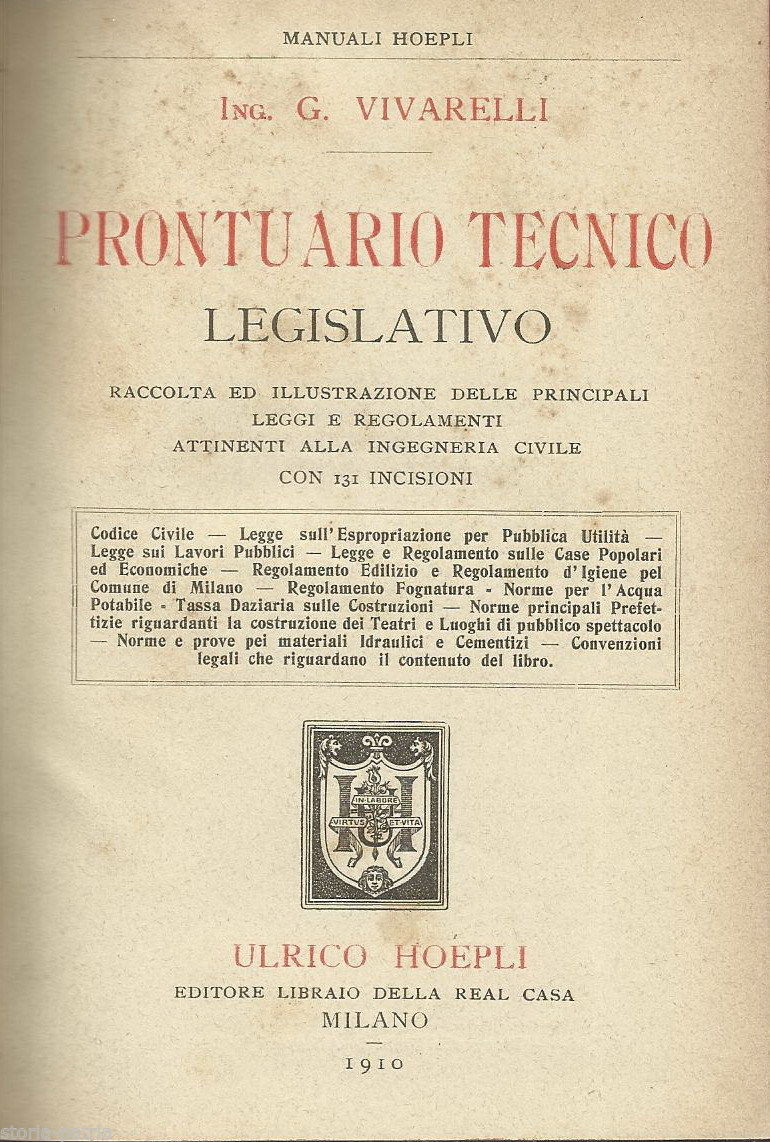 MANUALI HOEPLI
ING. G. VIVARELLI
PRONTUARIO TECNICO
LEGISLATIVO
RACCOLTA ED ILLUSTRAZIONE DELLE PRINCIPALI
LEGGI E REGOLAMENTI
ATTINENTI ALLA INGEGNERIA CIVILE
CON 131 INCISIONI
Codice Civile — Legge sull'Espropriazione per Pubblica Utilità —
Legge sui Lavori Pubblici — Legge e Regolamento sulle Case Popolari
ed Economiche — Regolamento Edilizio e Regolamento d'Igiene pel
Comune di Milano — Regolamento Fognatura - Norme per l'Acqua
Potabile - Tassa Daziaria sulle Costruzioni — Norme principali Prefet-
tizie riguardanti la costruzione dei Teatri e Luoghi di pubblico spettacolo
— Norme e prove pei materiali Idraulici e Cementizi — Convenzioni
legali che riguardano il contenuto del libro.
IN·LABORE
VIRTUS ET·VITA
ULRICO HOEPLI
EDITORE LIBRAIO DELLA REAL CASA
MILANO
—
1910